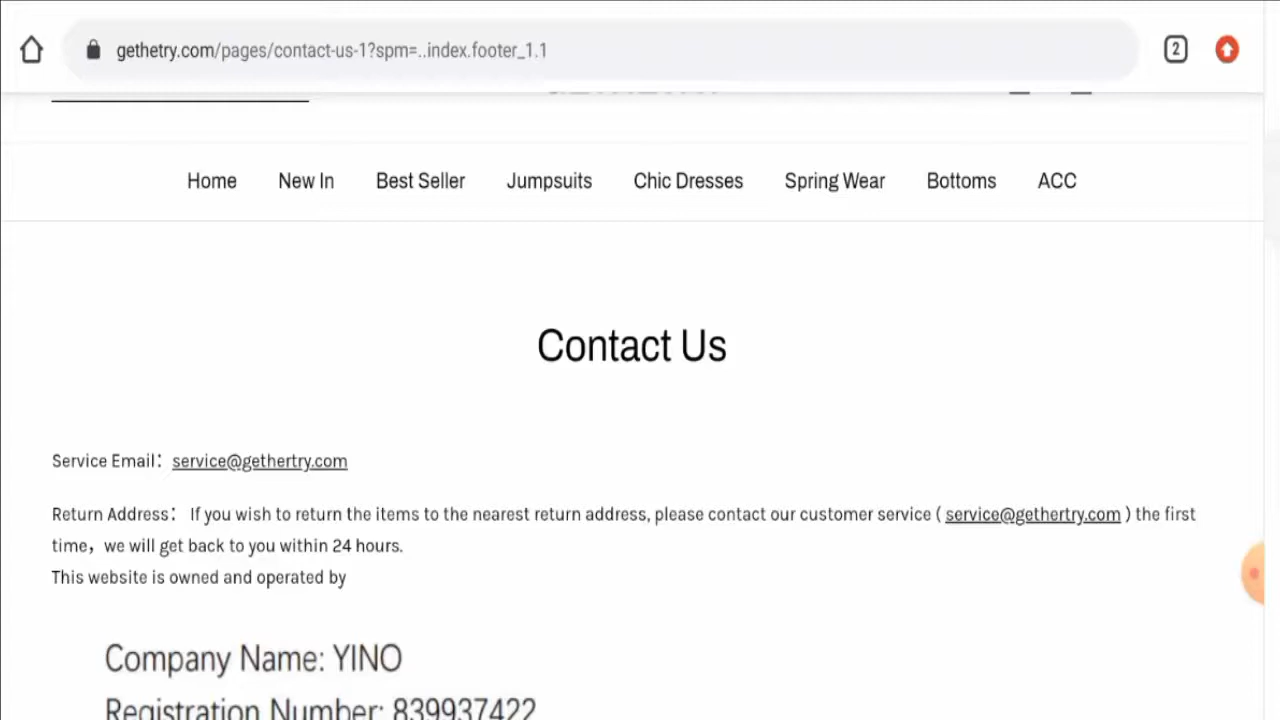 gethetry.com/pages/contact-us-1?spm=..index.footer_1.1
2
Home New In Best Seller Jumpsuits Chic Dresses Spring Wear Bottoms ACC
Contact Us
Service Email： service@gethertry.com
Return Address： If you wish to return the items to the nearest return address, please contact our customer service ( service@gethertry.com ) the first
time，we will get back to you within 24 hours.
This website is owned and operated by
Company Name: YINO
Registration Number: 839937422